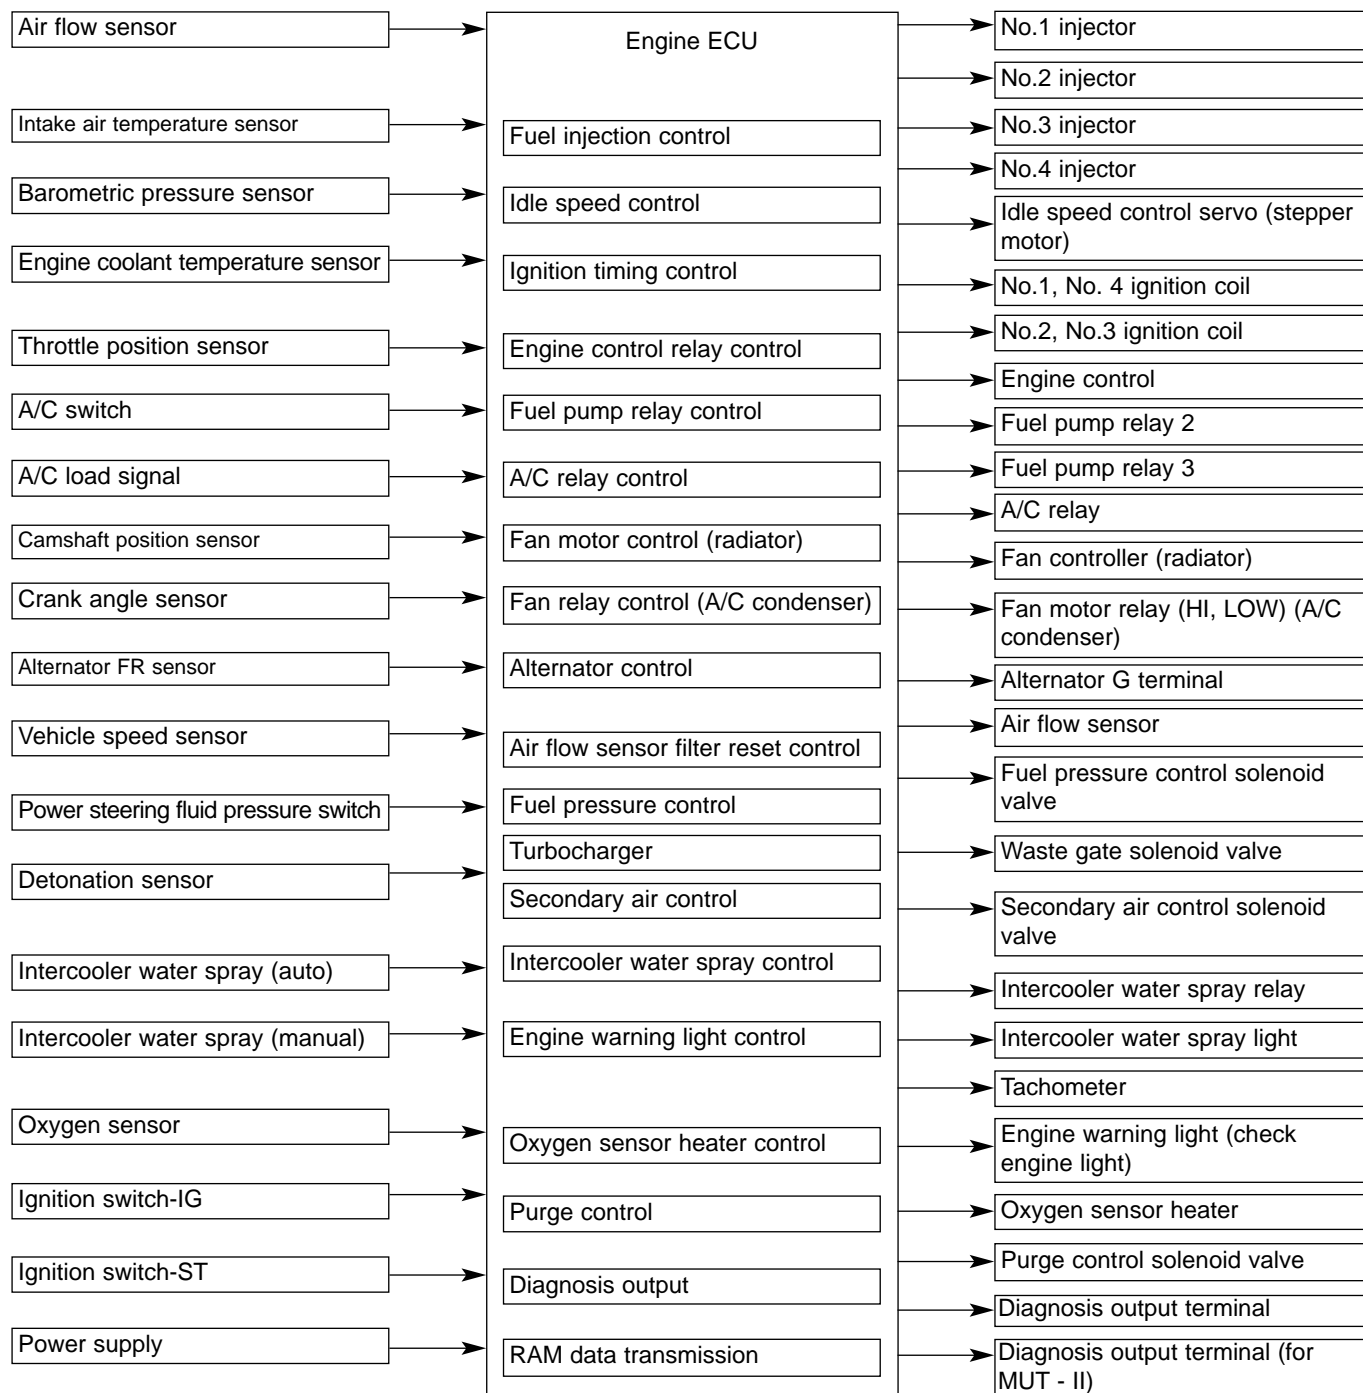 Air flow sensor
Intake air temperature sensor
Barometric pressure sensor
Engine coolant temperature sensor
Throttle position sensor
A/C switch
A/C load signal
Camshaft position sensor
Crank angle sensor
Alternator FR sensor
Vehicle speed sensor
Power steering fluid pressure switch
Detonation sensor
Intercooler water spray (auto)
Intercooler water spray (manual)
Oxygen sensor
Ignition switch-IG
Ignition switch-ST
Power supply
Engine ECU
Fuel injection control
Idle speed control
Ignition timing control
Engine control relay control
Fuel pump relay control
A/C relay control
Fan motor control (radiator)
Fan relay control (A/C condenser)
Alternator control
Air flow sensor filter reset control
Fuel pressure control
Turbocharger
Secondary air control
Intercooler water spray control
Engine warning light control
Oxygen sensor heater control
Purge control
Diagnosis output
RAM data transmission
No.1 injector
No.2 injector
No.3 injector
No.4 injector
Idle speed control servo (stepper
motor)
No.1, No. 4 ignition coil
No.2, No.3 ignition coil
Engine control
Fuel pump relay 2
Fuel pump relay 3
A/C relay
Fan controller (radiator)
Fan motor relay (HI, LOW) (A/C
condenser)
Alternator G terminal
Air flow sensor
Fuel pressure control solenoid
valve
Waste gate solenoid valve
Secondary air control solenoid
valve
Intercooler water spray relay
Intercooler water spray light
Tachometer
Engine warning light (check
engine light)
Oxygen sensor heater
Purge control solenoid valve
Diagnosis output terminal
Diagnosis output terminal (for
MUT - II)